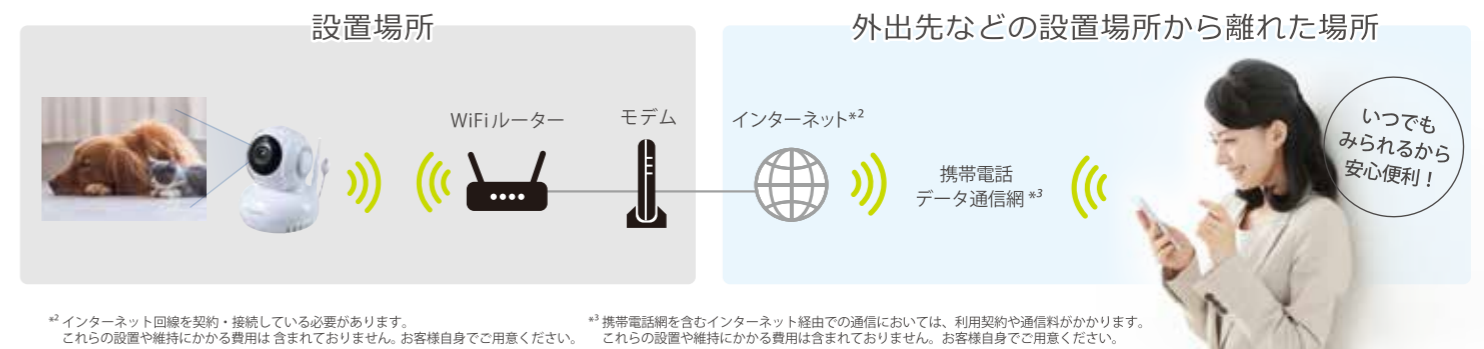 設置場所
外出先などの設置場所から離れた場所
WiFiルーター
モデム
インターネット*2
携帯電話
データ通信網*3
いつでも
みられるから
安心便利！
*2 インターネット回線を契約・接続している必要があります。
これらの設置や維持にかかる費用は含まれておりません。お客様自身でご用意ください。
*3 携帯電話網を含むインターネット経由での通信においては、利用契約や通信料がかかります。
これらの設置や維持にかかる費用は含まれておりません。お客様自身でご用意ください。